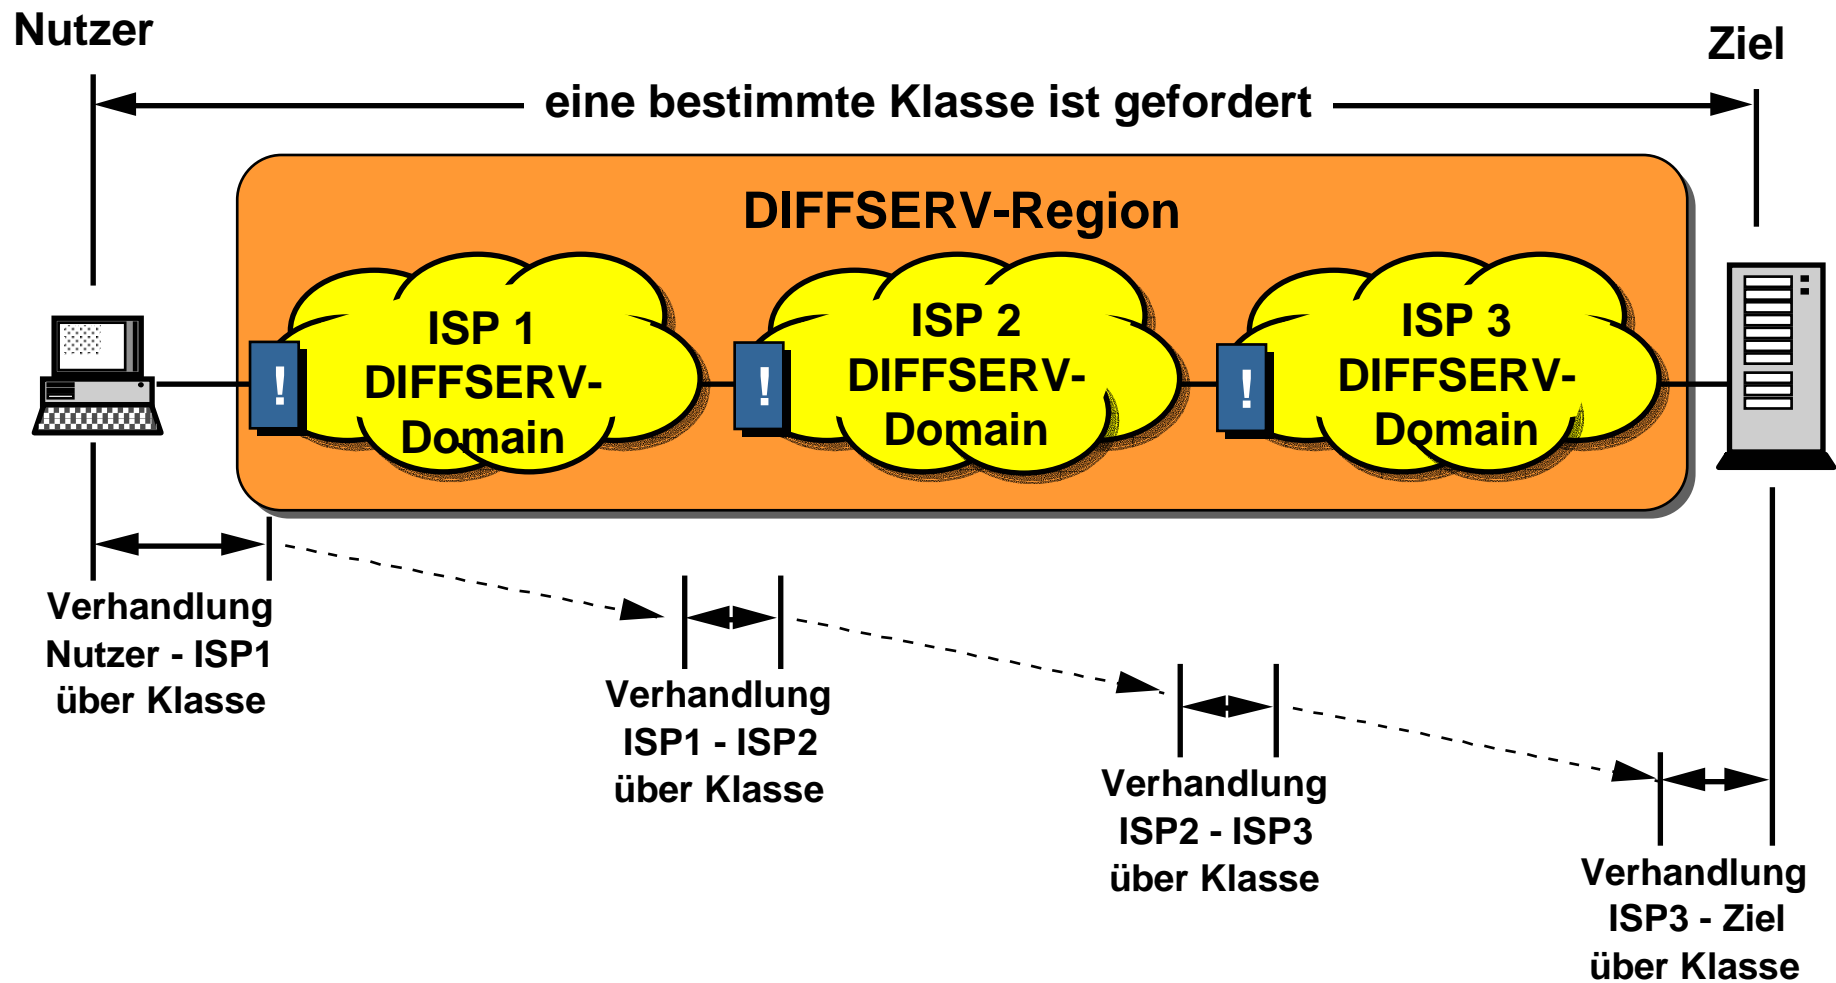 Nutzer
Ziel
eine bestimmte Klasse ist gefordert
DIFFSERV-Region
ISP 1
DIFFSERV-
Domain
ISP 2
DIFFSERV-
Domain
ISP 3
DIFFSERV-
Domain
!
!
!
Verhandlung
Nutzer - ISP1
über Klasse
Verhandlung
ISP1 - ISP2
über Klasse
Verhandlung
ISP2 - ISP3
über Klasse
Verhandlung
ISP3 - Ziel
über Klasse